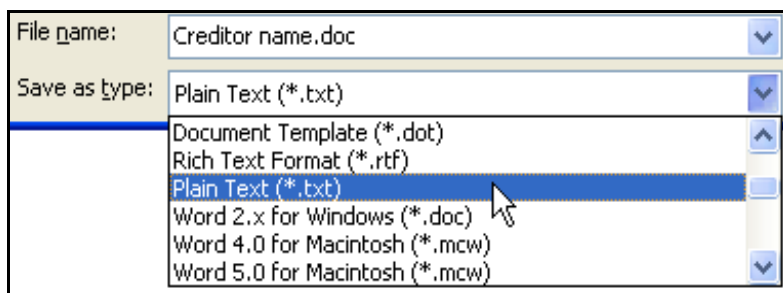 File name: Creditor name.doc
Save as type: Plain Text (*.txt)
Document Template (*.dot)
Rich Text Format (*.rtf)
Plain Text (*.txt)
Word 2.x for Windows (*.doc)
Word 4.0 for Macintosh (*.mcw)
Word 5.0 for Macintosh (*.mcw)